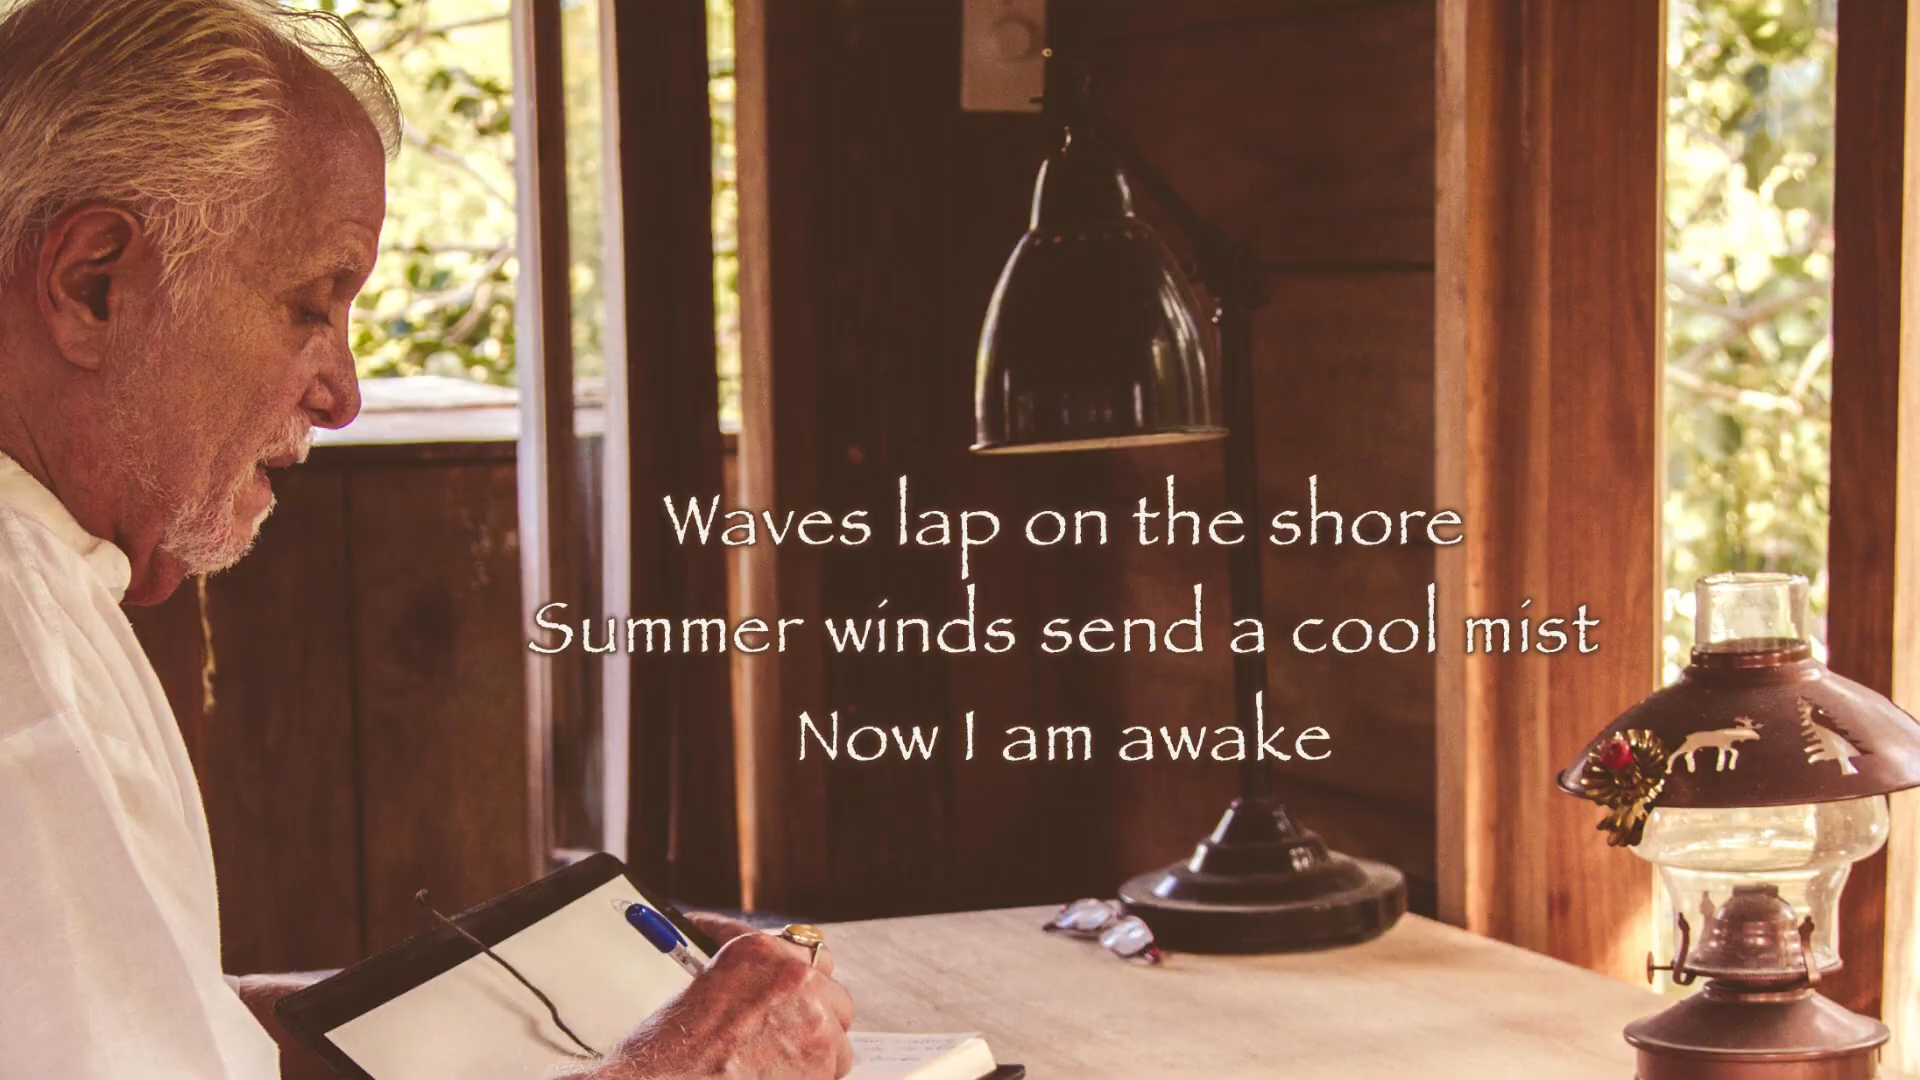 Waves lap on the shore
Summer winds send a cool mist
Now I am awake